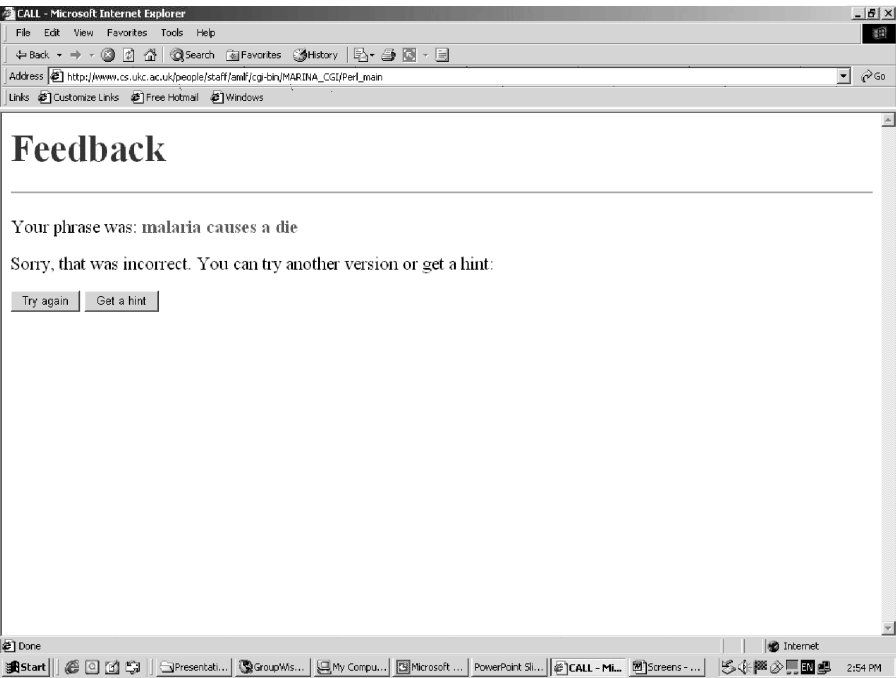 CALL - Microsoft Internet Explorer
File Edit View Favorites Tools Help
Back Search Favorites History
Address http://www.cs.ukc.ac.uk/people/staff/amlf/cgi-bin/MARINA_CGI/Perl_main Go
Links Customize Links Free Hotmail Windows
Feedback
Your phrase was: malaria causes a die
Sorry, that was incorrect. You can try another version or get a hint:
Try again Get a hint
Done Internet
Start Presentati... GroupWis... My Compu... Microsoft ... PowerPoint Sli... CALL - Mi... Screens - ... EN 2:54 PM